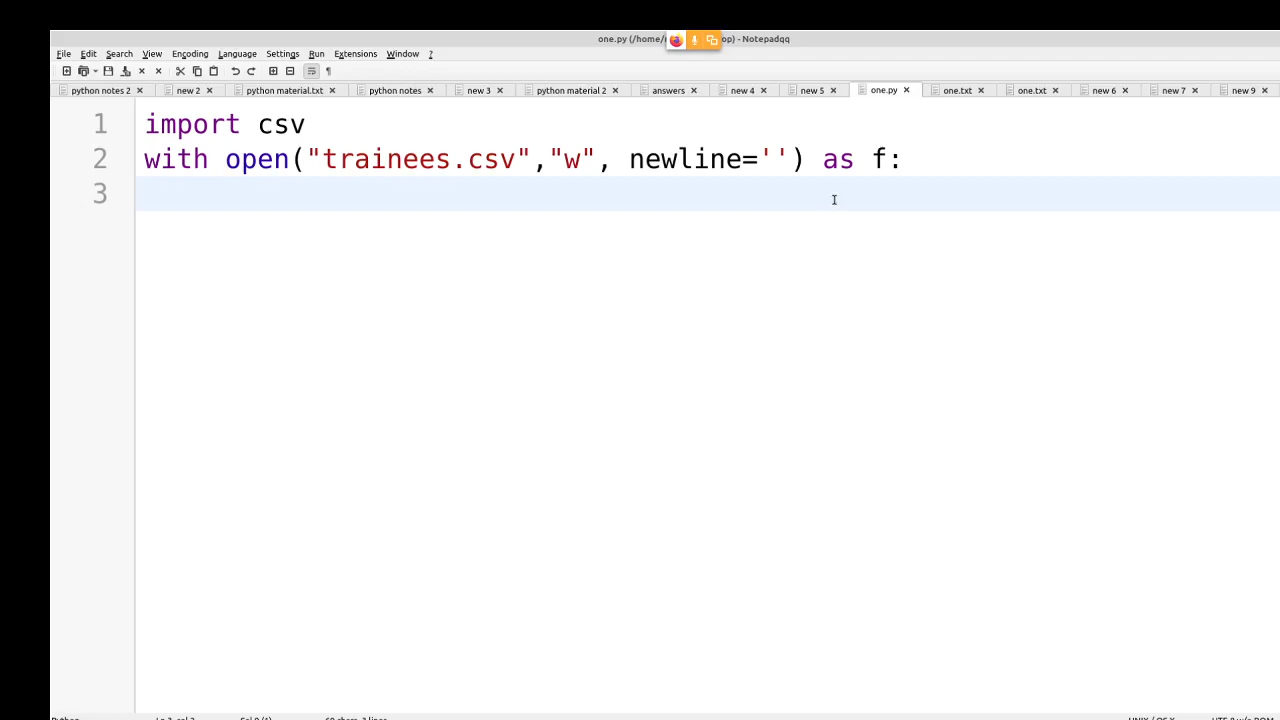 one.py (/home/ op) - Notepadqq
File Edit Search View Encoding Language Settings Run Extensions Window ?
python notes 2 new 2 python material.txt python notes new 3 python material 2 answers new 4 new 5 one.py one.txt one.txt new 6 new 7 new 9
1 import csv
2 with open("trainees.csv","w", newline='') as f:
3